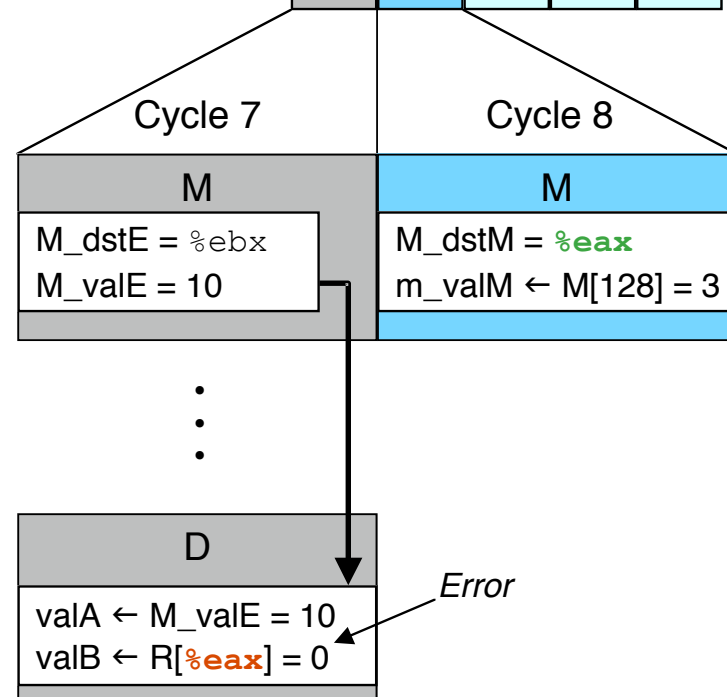 Cycle 7
Cycle 8
M
M_dstE = %ebx
M_valE = 10
M
M_dstM = %eax
m_valM ← M[128] = 3
D
valA ← M_valE = 10
valB ← R[%eax] = 0
Error